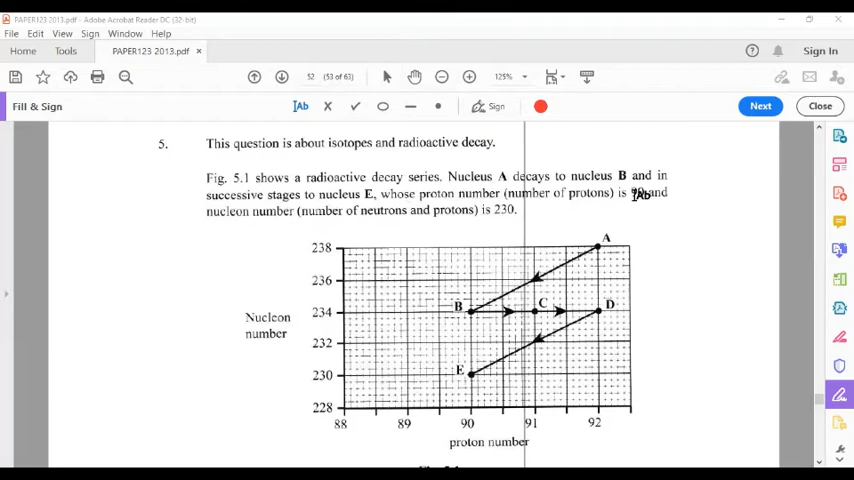 PAPER123 2013.pdf - Adobe Acrobat Reader DC (32-bit)
File Edit View Sign Window Help
Home Tools PAPER123 2013.pdf × Sign In
52 (53 of 63) 125%
Fill & Sign Ab Sign Next Close
5. This question is about isotopes and radioactive decay.
Fig. 5.1 shows a radioactive decay series. Nucleus A decays to nucleus B and in
successive stages to nucleus E, whose proton number (number of protons) is and
nucleon number (number of neutrons and protons) is 230.
Ab
A
238
236
B C D
234
Nucleon
number
232
E
230
228
88 89 90 91 92
proton number